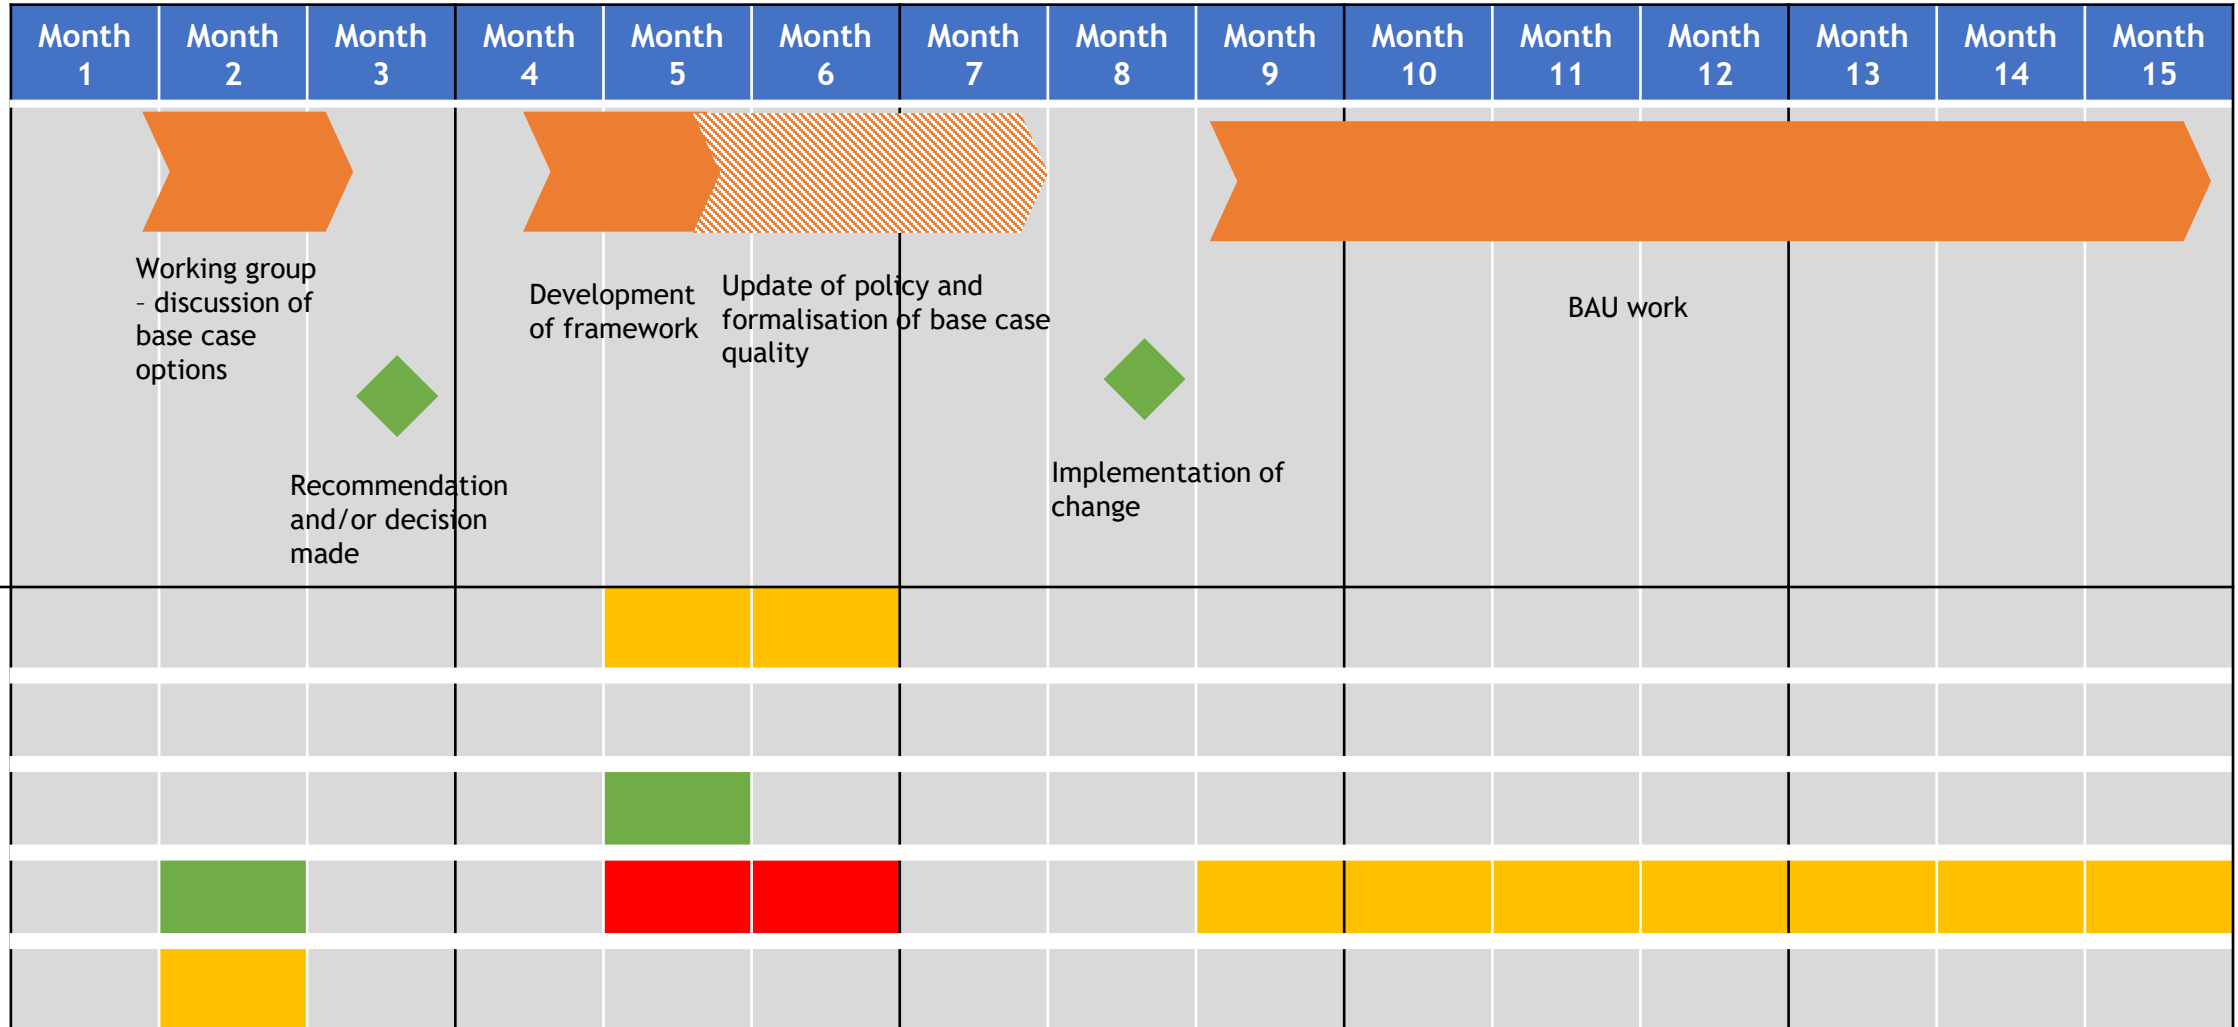 Month
1
Month
2
Month
3
Month
4
Month
5
Month
6
Month
7
Month
8
Month
9
Month
10
Month
11
Month
12
Month
13
Month
14
Month
15
Working group
– discussion of
base case
options
Recommendation
and/or decision
made
Development
of framework
Update of policy and
formalisation of base case
quality
Implementation of
change
BAU work